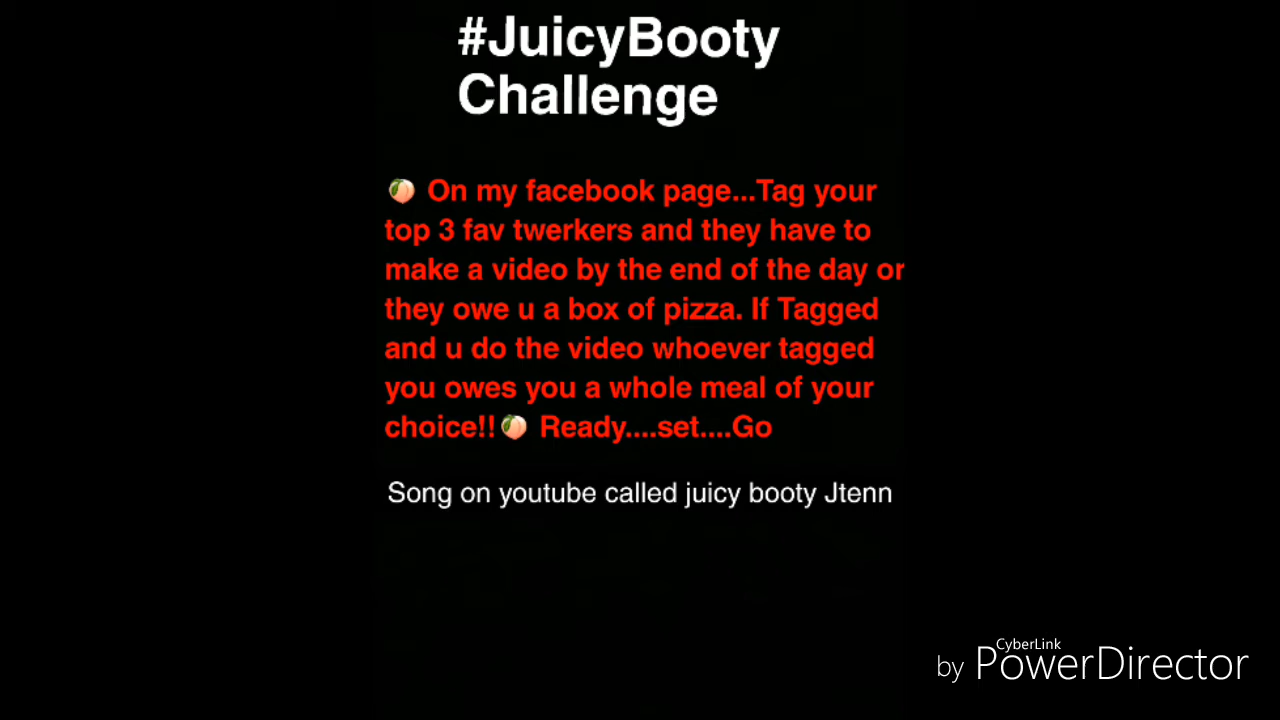 #JuicyBooty
Challenge
🍑 On my facebook page...Tag your
top 3 fav twerkers and they have to
make a video by the end of the day or
they owe u a box of pizza. If Tagged
and u do the video whoever tagged
you owes you a whole meal of your
choice!!🍑 Ready....set....Go
Song on youtube called juicy booty Jtenn
CyberLink
by PowerDirector